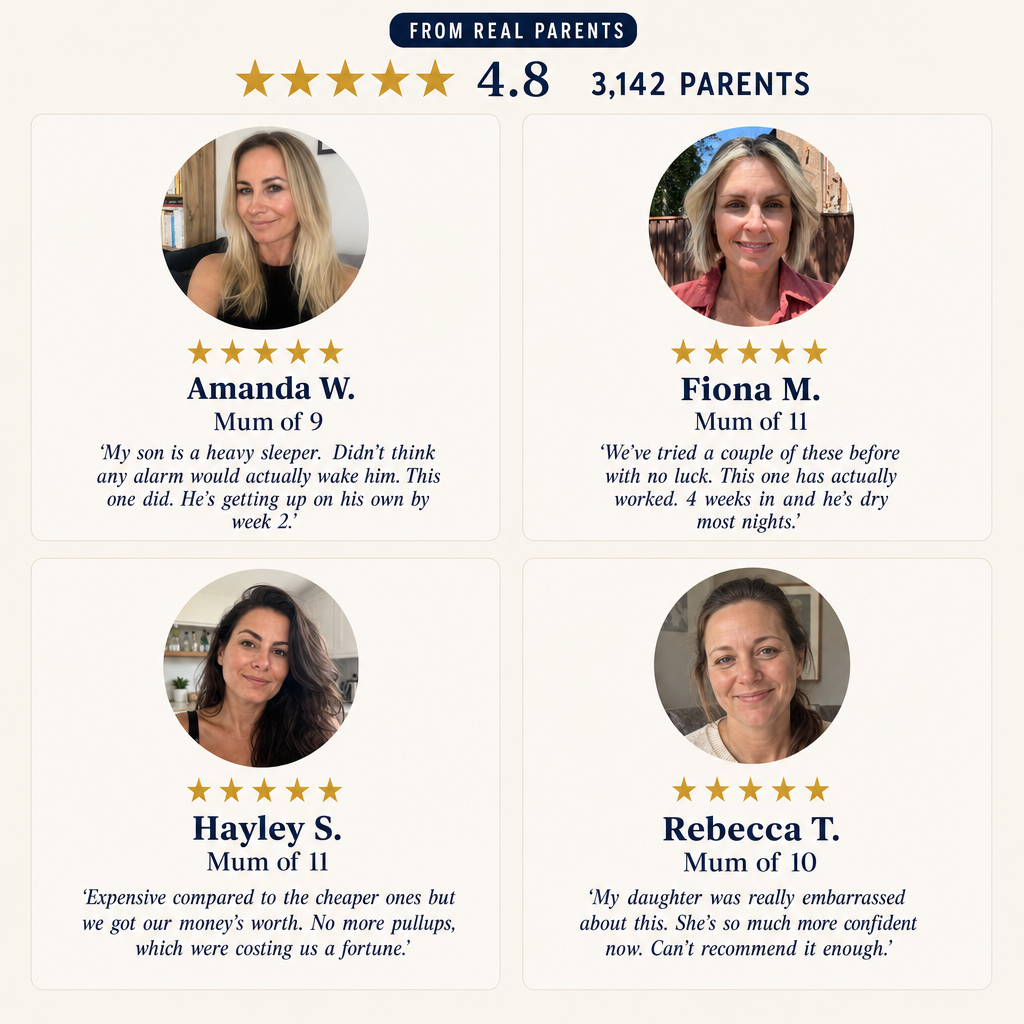 FROM REAL PARENTS
4.8 3,142 PARENTS
Amanda W.
Mum of 9
‘My son is a heavy sleeper. Didn’t think
any alarm would actually wake him. This
one did. He’s getting up on his own by
week 2.’
Fiona M.
Mum of 11
‘We’ve tried a couple of these before
with no luck. This one has actually
worked. 4 weeks in and he’s dry
most nights.’
Hayley S.
Mum of 11
‘Expensive compared to the cheaper ones but
we got our money’s worth. No more pullups,
which were costing us a fortune.’
Rebecca T.
Mum of 10
‘My daughter was really embarrassed
about this. She’s so much more confident
now. Can’t recommend it enough.’